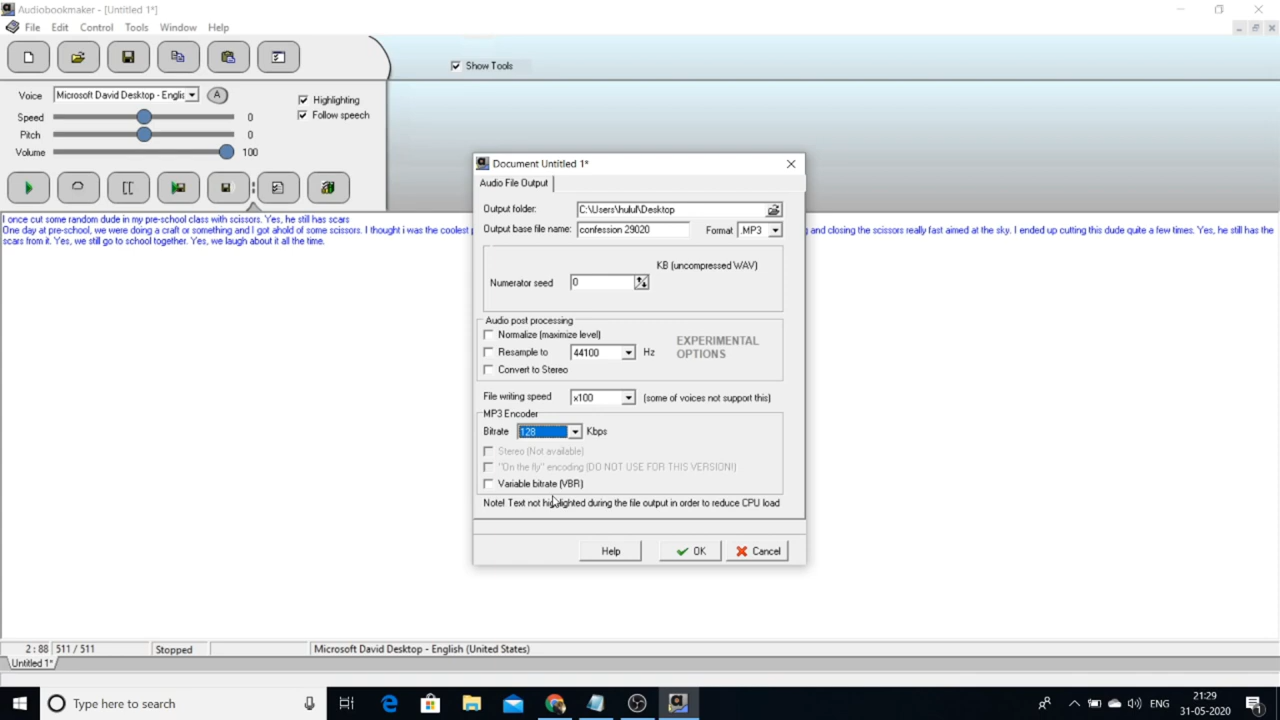 Audiobookmaker - [Untitled 1*]
File Edit Control Tools Window Help
Show Tools
Voice Microsoft David Desktop - Englis A
Highlighting
Speed 0
Follow speech
Pitch 0
Volume 100
I once cut some random dude in my pre-school class with scissors. Yes, he still has scars
One day at pre-school, we were doing a craft or something and I got ahold of some scissors. I thought i was the coolest
and closing the scissors really fast aimed at the sky. I ended up cutting this dude quite a few times. Yes, he still has the
scars from it. Yes, we still go to school together. Yes, we laugh about it all the time.
Document Untitled 1*
Audio File Output
Output folder: C:\Users\hulul\Desktop
Output base file name: confession 29020 Format MP3
KB (uncompressed WAV)
Numerator seed 0
Audio post processing
Normalize (maximize level)
EXPERIMENTAL
OPTIONS
Resample to 44100 Hz
Convert to Stereo
File writing speed x100 (some of voices not support this)
MP3 Encoder
Bitrate 128 Kbps
Stereo (Not available)
"On the fly" encoding (DO NOT USE FOR THIS VERSION!)
Variable bitrate (VBR)
Note! Text not highlighted during the file output in order to reduce CPU load
Help OK Cancel
2 : 88 511 / 511 Stopped Microsoft David Desktop - English (United States)
Untitled 1*
Type here to search
ENG
21:29
31-05-2020
1